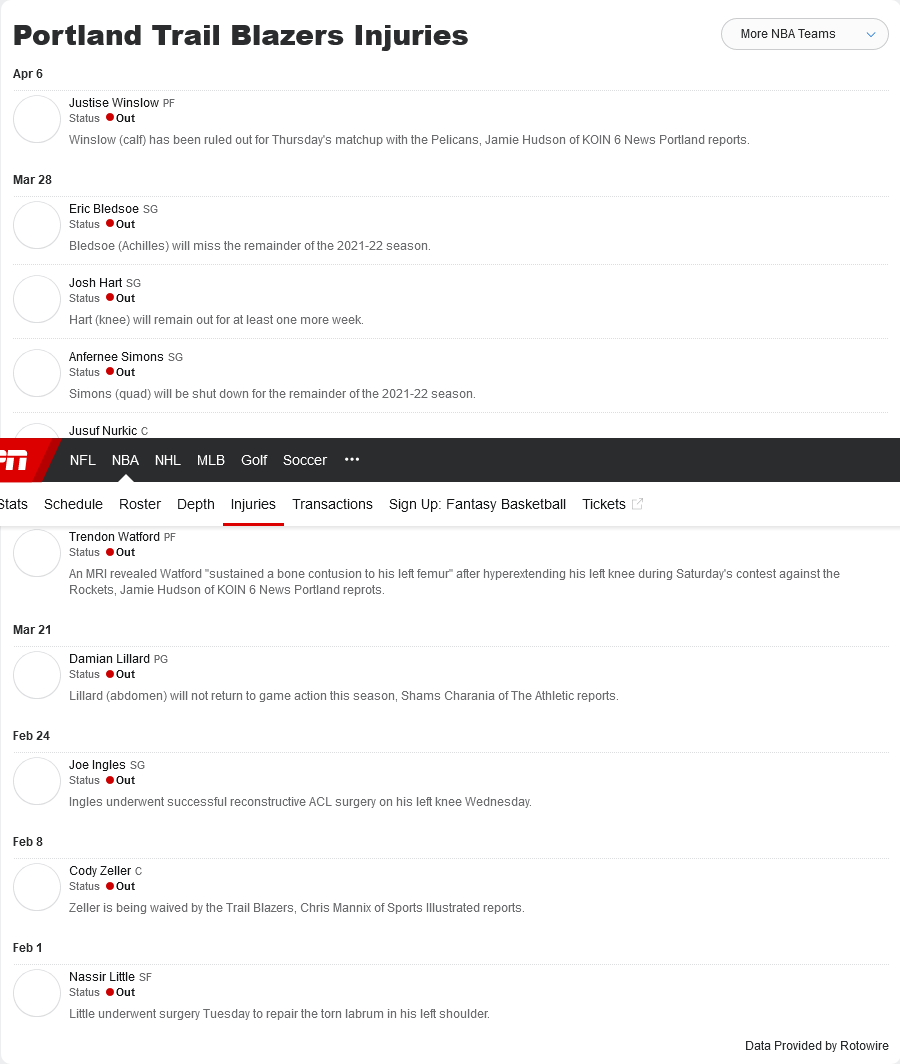 Portland Trail Blazers Injuries
More NBA Teams
Apr 6
Justise Winslow PF
Status Out
Winslow (calf) has been ruled out for Thursday's matchup with the Pelicans, Jamie Hudson of KOIN 6 News Portland reports.
Mar 28
Eric Bledsoe SG
Status Out
Bledsoe (Achilles) will miss the remainder of the 2021-22 season.
Josh Hart SG
Status Out
Hart (knee) will remain out for at least one more week.
Anfernee Simons SG
Status Out
Simons (quad) will be shut down for the remainder of the 2021-22 season.
Jusuf Nurkic C
NFL NBA NHL MLB Golf Soccer •••
Stats Schedule Roster Depth Injuries Transactions Sign Up: Fantasy Basketball Tickets
Trendon Watford PF
Status Out
An MRI revealed Watford "sustained a bone contusion to his left femur" after hyperextending his left knee during Saturday's contest against the
Rockets, Jamie Hudson of KOIN 6 News Portland reprots.
Mar 21
Damian Lillard PG
Status Out
Lillard (abdomen) will not return to game action this season, Shams Charania of The Athletic reports.
Feb 24
Joe Ingles SG
Status Out
Ingles underwent successful reconstructive ACL surgery on his left knee Wednesday.
Feb 8
Cody Zeller C
Status Out
Zeller is being waived by the Trail Blazers, Chris Mannix of Sports Illustrated reports.
Feb 1
Nassir Little SF
Status Out
Little underwent surgery Tuesday to repair the torn labrum in his left shoulder.
Data Provided by Rotowire